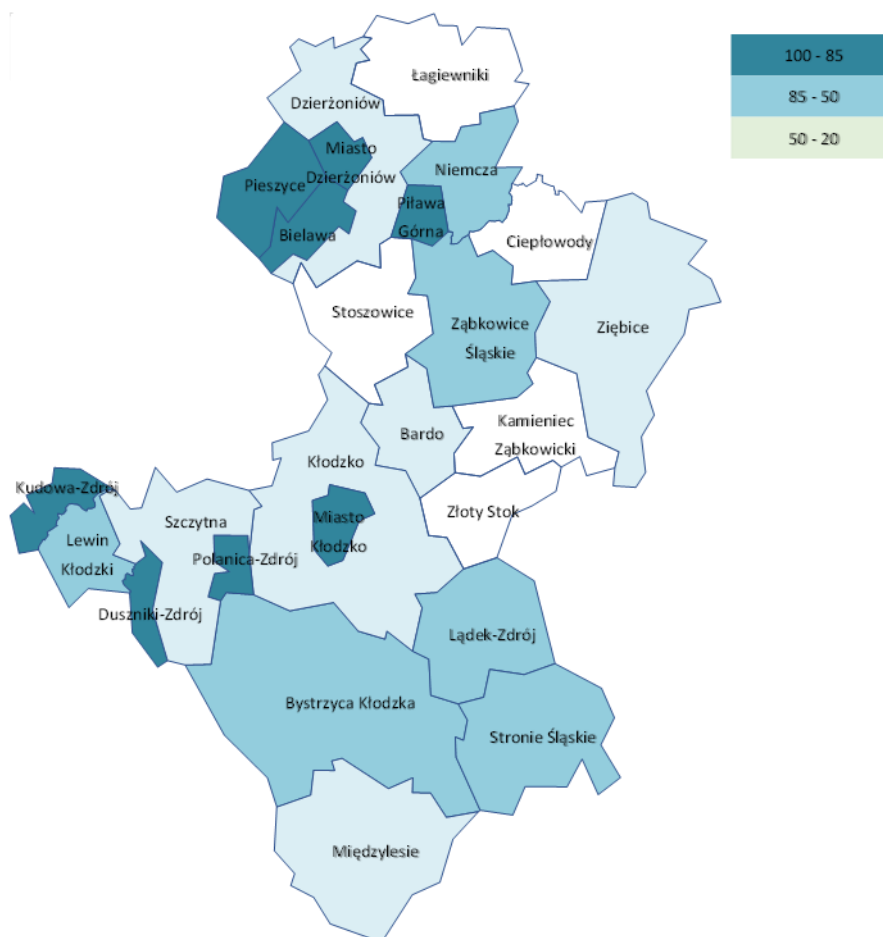 Łagiewniki
100 - 85
85 - 50
50 - 20
Dzierżoniów
Miasto
Dzierżoniów
Niemcza
Pieszyce
Piława
Górna
Bielawa
Ciepłowody
Stoszowice
Ząbkowice
Śląskie
Ziębice
Kamieniec
Ząbkowicki
Bardo
Kłodzko
Kudowa-Zdrój
Szczytna
Miasto
Kłodzko
Złoty Stok
Lewin
Kłodzki
Polanica-Zdrój
Duszniki-Zdrój
Lądek-Zdrój
Bystrzyca Kłodzka
Stronie Śląskie
Międzylesie